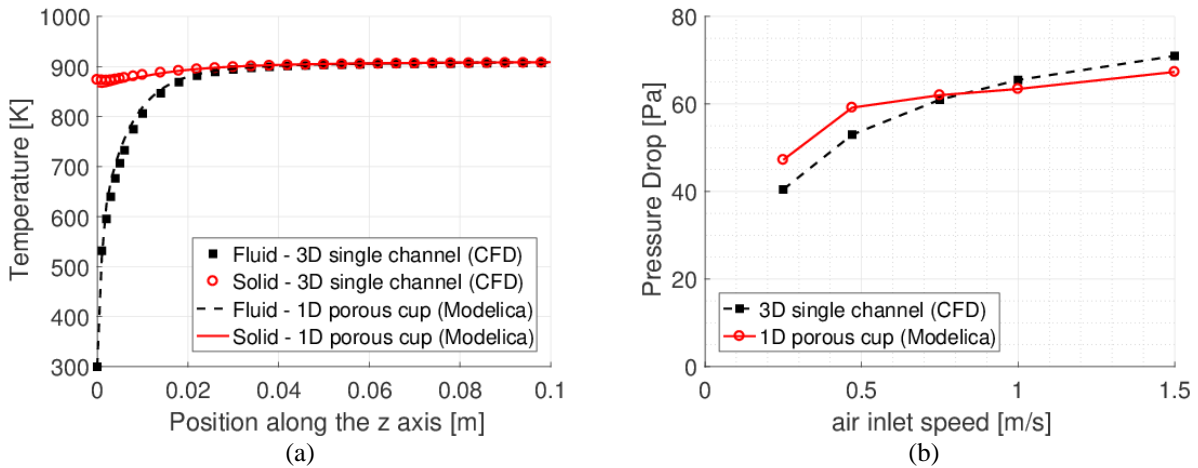 1000
900
800
700
600
500
400
300
Temperature [K]
Fluid - 3D single channel (CFD)
Solid - 3D single channel (CFD)
Fluid - 1D porous cup (Modelica)
Solid - 1D porous cup (Modelica)
0 0.02 0.04 0.06 0.08 0.1
Position along the z axis [m]
(a)
80
60
40
20
0
Pressure Drop [Pa]
3D single channel (CFD)
1D porous cup (Modelica)
0 0.5 1 1.5
air inlet speed [m/s]
(b)